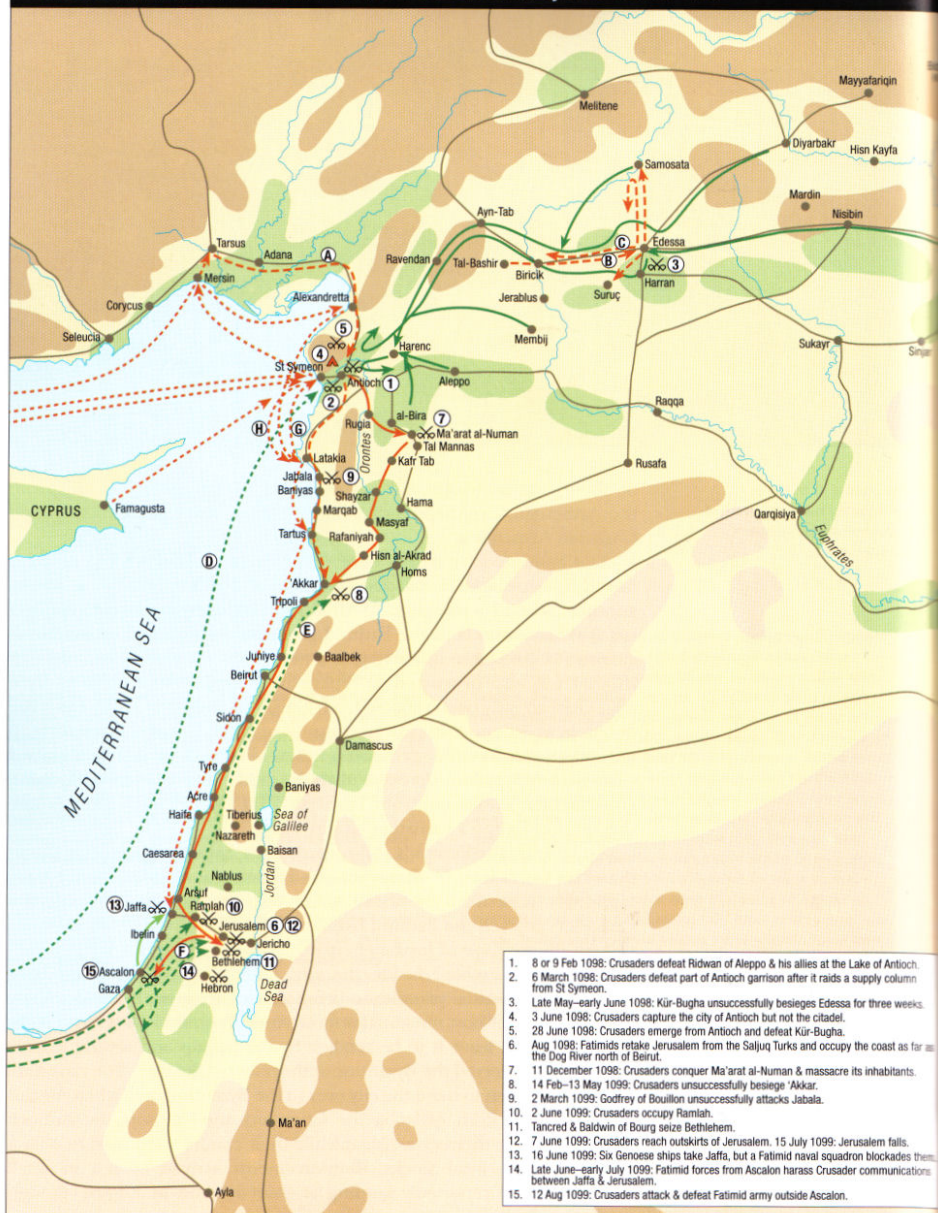 Mayyafariqin
Melitene
Diyarbakr
Hisn Kayfa
Samosata
Mardin
Ayn-Tab
Nisibin
Tarsus
Adana
A
C
Edessa
Ravendan
Tal-Bashir
B
3
Mersin
Biricik
Harran
Alexandretta
Jerablus
Suruç
Corycus
5
Seleucia
4
Harenc
Membij
Sukayr
Sinjar
St Symeon
Antioch 1
Aleppo
2
Raqqa
H
G
Rugia
al-Bira
7
Ma'arat al-Numan
Orontes
Tal Mannas
Latakia
Kafr Tab
Rusafa
Jabala
9
Baniyas
Shayzar
Hama
CYPRUS
Famagusta
Marqab
Qarqisiya
Masyaf
Tartus
Rafaniyah
Euphrates
D
Hisn al-Akrad
Homs
Akkar
8
Tripoli
E
MEDITERRANEAN SEA
Juniye
Baalbek
Beirut
Sidon
Damascus
Tyre
Baniyas
Acre
Haifa
Tiberius
Sea of
Galilee
Nazareth
Caesarea
Baisan
Jordan
Nablus
Arsuf
13 Jaffa
Ramlah 10
Jerusalem 6 12
Ibelin
Jericho
F
Bethlehem 11
15 Ascalon
14
Hebron
Dead
Sea
Gaza
Ma'an
Ayla
1. 8 or 9 Feb 1098: Crusaders defeat Ridwan of Aleppo & his allies at the Lake of Antioch.
2. 6 March 1098: Crusaders defeat part of Antioch garrison after it raids a supply column
from St Symeon.
3. Late May–early June 1098: Kür-Bugha unsuccessfully besieges Edessa for three weeks.
4. 3 June 1098: Crusaders capture the city of Antioch but not the citadel.
5. 28 June 1098: Crusaders emerge from Antioch and defeat Kür-Bugha.
6. Aug 1098: Fatimids retake Jerusalem from the Saljuq Turks and occupy the coast as far as
the Dog River north of Beirut.
7. 11 December 1098: Crusaders conquer Ma'arat al-Numan & massacre its inhabitants.
8. 14 Feb–13 May 1099: Crusaders unsuccessfully besiege 'Akkar.
9. 2 March 1099: Godfrey of Bouillon unsuccessfully attacks Jabala.
10. 2 June 1099: Crusaders occupy Ramlah.
11. Tancred & Baldwin of Bourg seize Bethlehem.
12. 7 June 1099: Crusaders reach outskirts of Jerusalem. 15 July 1099: Jerusalem falls.
13. 16 June 1099: Six Genoese ships take Jaffa, but a Fatimid naval squadron blockades them.
14. Late June–early July 1099: Fatimid forces from Ascalon harass Crusader communications
between Jaffa & Jerusalem.
15. 12 Aug 1099: Crusaders attack & defeat Fatimid army outside Ascalon.